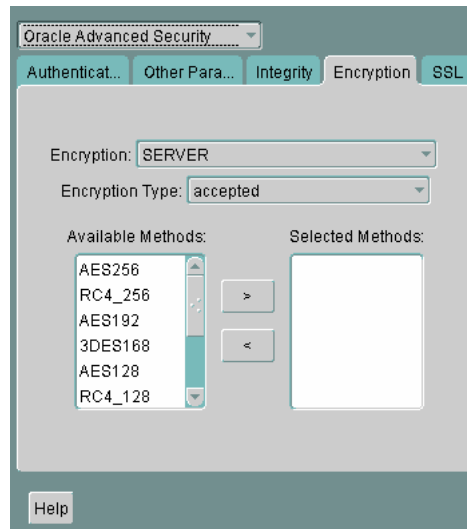 Oracle Advanced Security
Authenticat... Other Para... Integrity Encryption SSL
Encryption: SERVER
Encryption Type: accepted
Available Methods: Selected Methods:
AES256
RC4_256
AES192
3DES168
AES128
RC4_128
>
<
Help